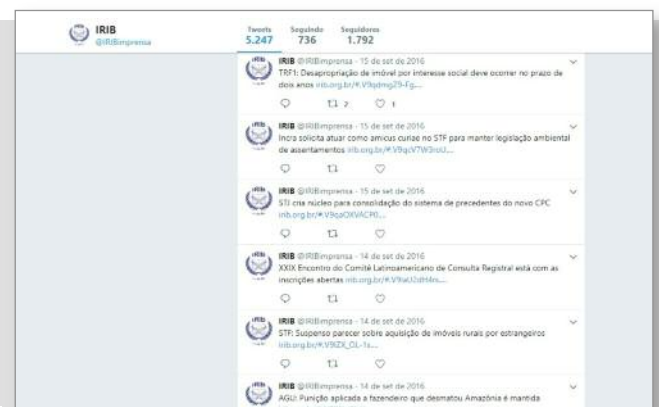 IRIB
@IRIBimprensa
Tweets Seguindo Seguidores
5.247 736 1.792
IRIB @IRIBimprensa · 15 de set de 2016
TRF1: Desapropriação de imóvel por interesse social deve ocorrer no prazo de
dois anos
2 1
IRIB @IRIBimprensa · 15 de set de 2016
Incra solicita atuar como amicus curiae no STF para manter legislação ambiental
de assentamentos
IRIB @IRIBimprensa · 15 de set de 2016
STJ cria núcleo para consolidação do sistema de precedentes do novo CPC
IRIB @IRIBimprensa · 14 de set de 2016
XXIX Encontro do Comitê Latinoamericano de Consulta Registral está com as
inscrições abertas
IRIB @IRIBimprensa · 14 de set de 2016
STF: Suspenso parecer sobre aquisição de imóveis rurais por estrangeiros
IRIB @IRIBimprensa · 14 de set de 2016
AGU: Punição aplicada a fazendeiro que desmatou Amazônia é mantida